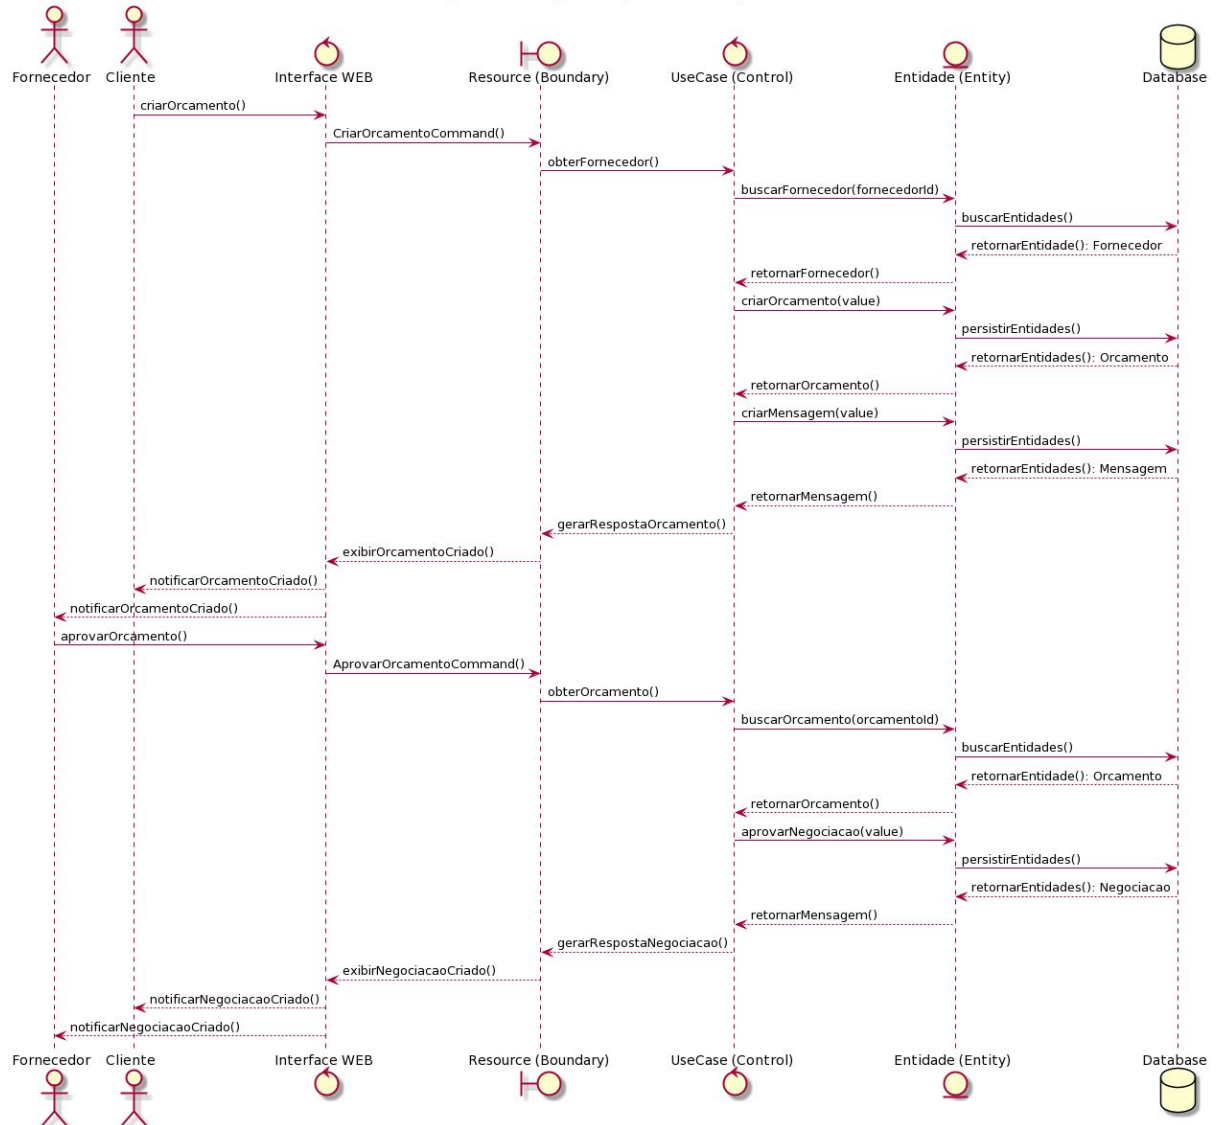 Fornecedor Cliente Interface WEB Resource (Boundary) UseCase (Control) Entidade (Entity) Database
criarOrcamento()
CriarOrcamentoCommand()
obterFornecedor()
buscarFornecedor(fornecedorId)
buscarEntidades()
retornarEntidade(): Fornecedor
retornarFornecedor()
criarOrcamento(value)
persistirEntidades()
retornarEntidades(): Orcamento
retornarOrcamento()
criarMensagem(value)
persistirEntidades()
retornarEntidades(): Mensagem
retornarMensagem()
gerarRespostaOrcamento()
exibirOrcamentoCriado()
notificarOrcamentoCriado()
notificarOrcamentoCriado()
aprovarOrcamento()
AprovarOrcamentoCommand()
obterOrcamento()
buscarOrcamento(orcamentoId)
buscarEntidades()
retornarEntidade(): Orcamento
retornarOrcamento()
aprovarNegociacao(value)
persistirEntidades()
retornarEntidades(): Negociacao
retornarMensagem()
gerarRespostaNegociacao()
exibirNegociacaoCriado()
notificarNegociacaoCriado()
notificarNegociacaoCriado()
Fornecedor Cliente Interface WEB Resource (Boundary) UseCase (Control) Entidade (Entity) Database